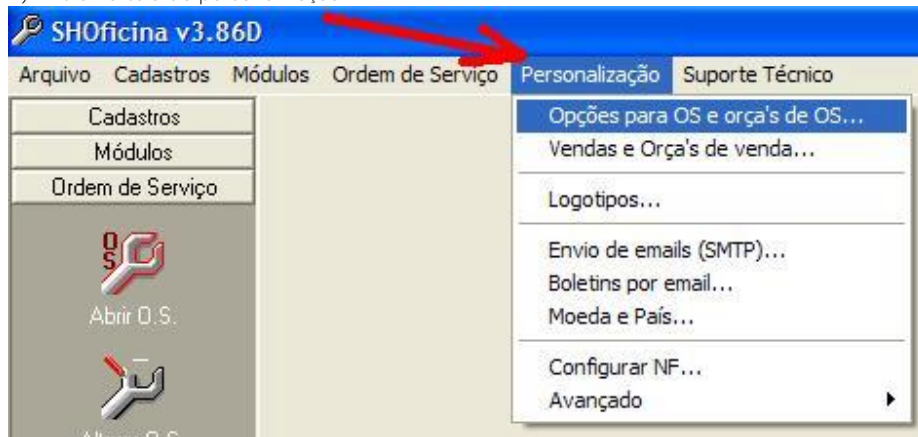 SHOficina v3.86D
Arquivo Cadastros Módulos Ordem de Serviço Personalização Suporte Técnico
Cadastros
Módulos
Ordem de Serviço
OS
Abrir O.S.
Opções para OS e orça's de OS...
Vendas e Orça's de venda...
Logotipos...
Envio de emails (SMTP)...
Boletins por email...
Moeda e País...
Configurar NF...
Avançado